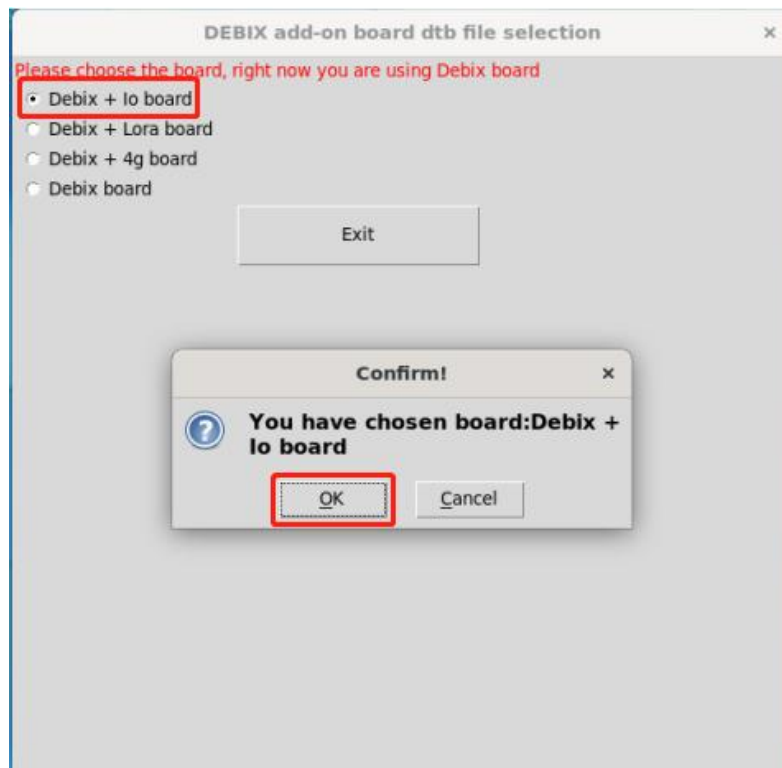 DEBIX add-on board dtb file selection
×
Please choose the board, right now you are using Debix board
Debix + Io board
Debix + Lora board
Debix + 4g board
Debix board
Exit
Confirm!
×
?
You have chosen board:Debix +
Io board
OK
Cancel